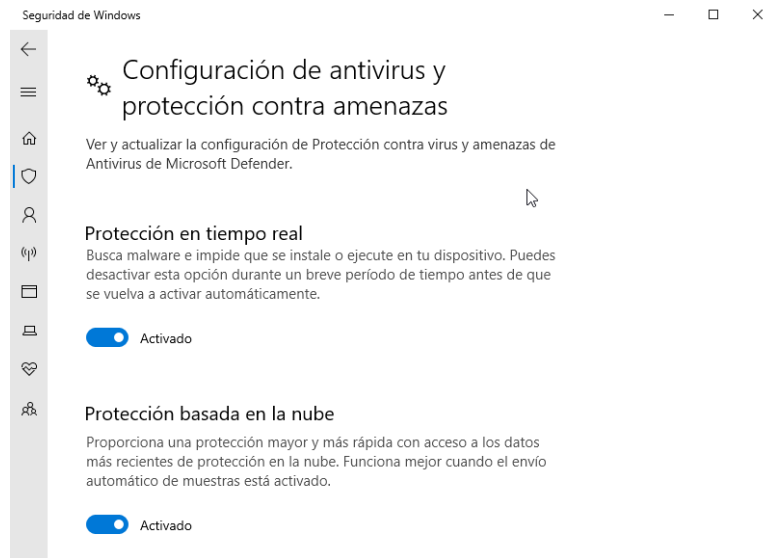 Seguridad de Windows
Configuración de antivirus y
protección contra amenazas
Ver y actualizar la configuración de Protección contra virus y amenazas de
Antivirus de Microsoft Defender.
Protección en tiempo real
Busca malware e impide que se instale o ejecute en tu dispositivo. Puedes
desactivar esta opción durante un breve período de tiempo antes de que
se vuelva a activar automáticamente.
Activado
Protección basada en la nube
Proporciona una protección mayor y más rápida con acceso a los datos
más recientes de protección en la nube. Funciona mejor cuando el envío
automático de muestras está activado.
Activado